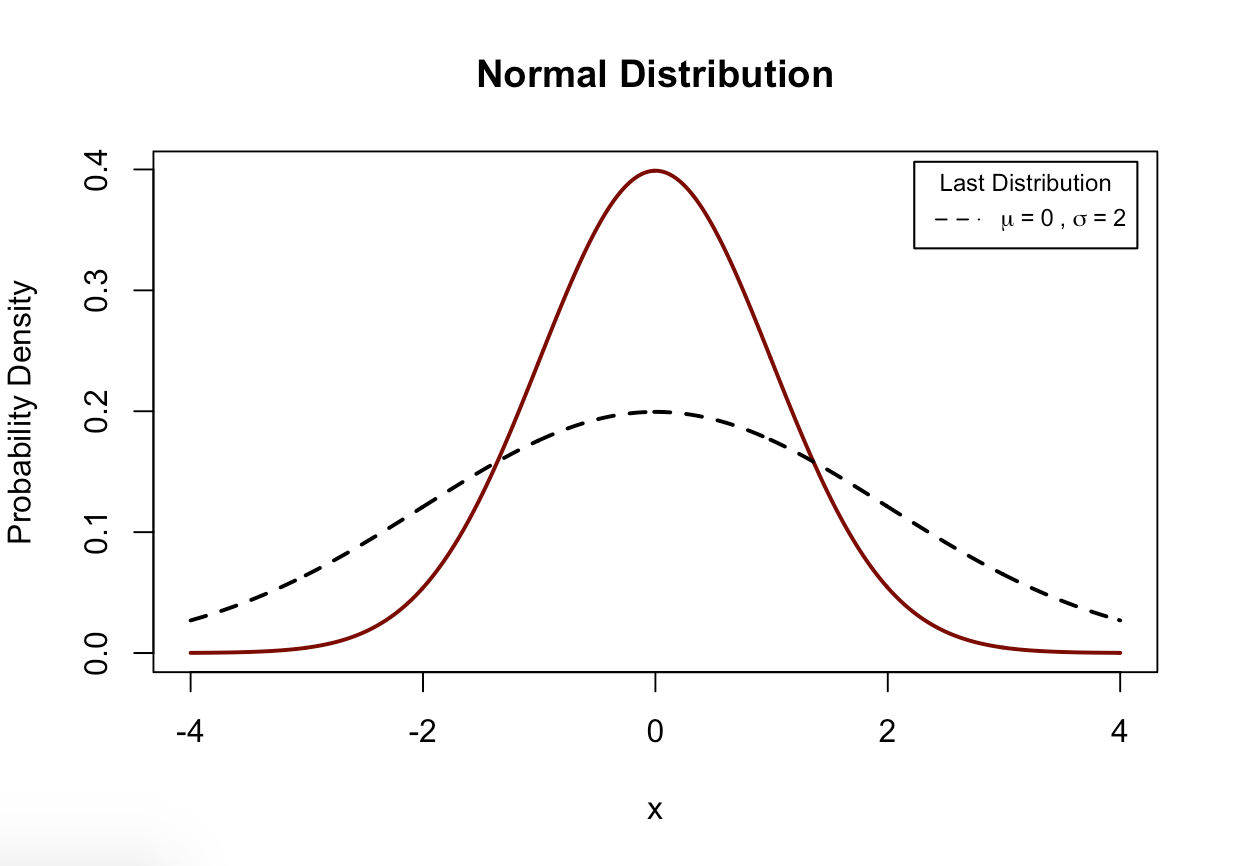 Normal Distribution
Last Distribution
μ = 0 , σ = 2
Probability Density
0.4
0.3
0.2
0.1
0.0
-4 -2 0 2 4
x